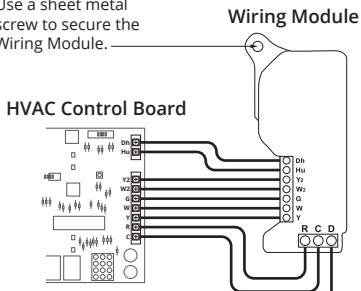 Use a sheet metal
screw to secure the
Wiring Module.
Wiring Module
HVAC Control Board
Dh
Hu
Y2
W2
G
W
Y
R
C
Dh
Hu
Y2
W2
G
W
Y
R C D